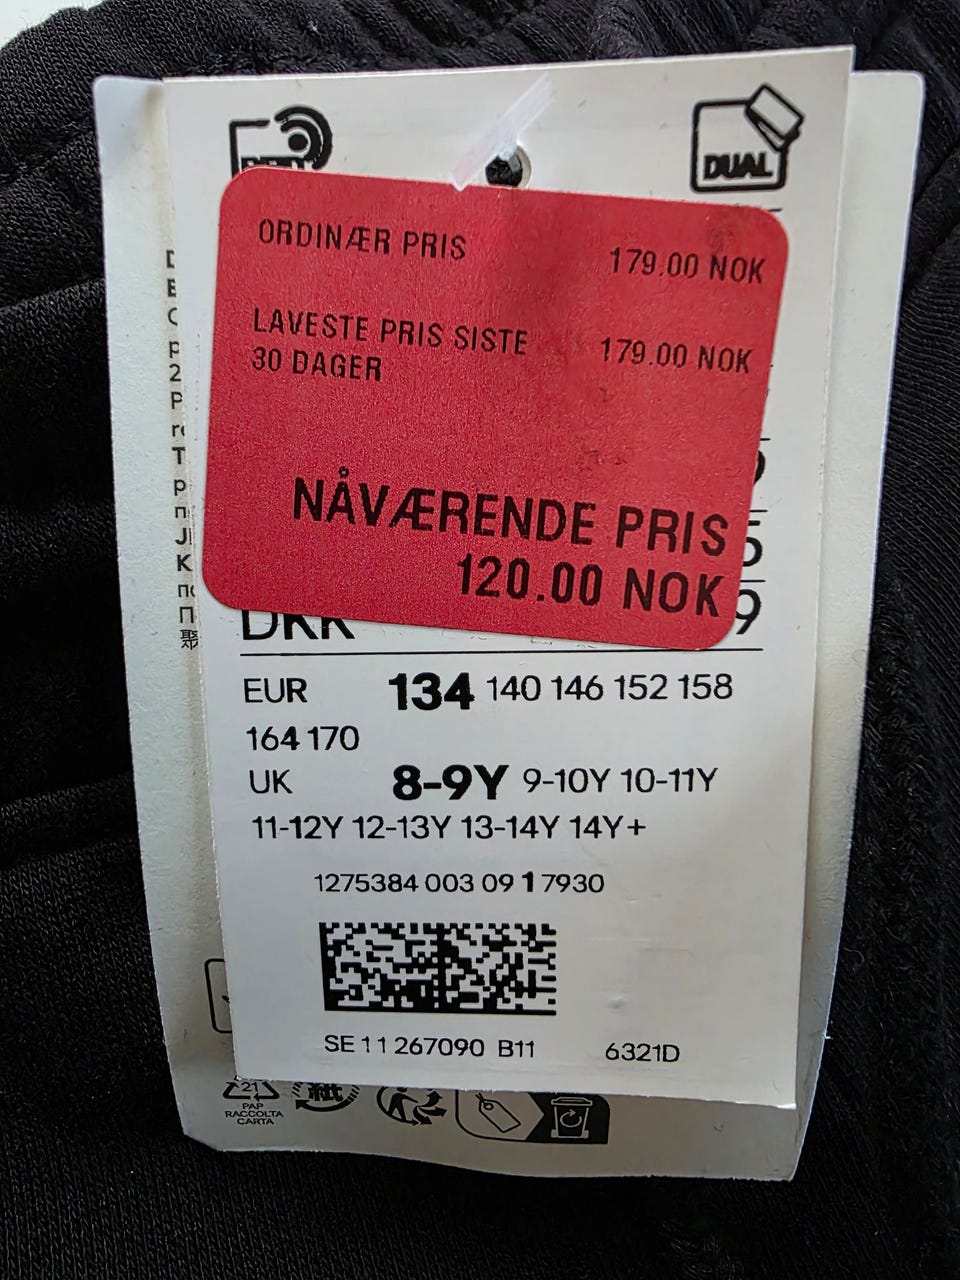 DUAL
ORDINÆR PRIS 179.00 NOK
LAVESTE PRIS SISTE 179.00 NOK
30 DAGER
NÅVÆRENDE PRIS
120.00 NOK
DKK 9
EUR 134 140 146 152 158
164 170
UK 8-9Y 9-10Y 10-11Y
11-12Y 12-13Y 13-14Y 14Y+
1275384 003 09 1 7930
SE 11 267090 B11 6321D
21
PAP
RACCOLTA
CARTA